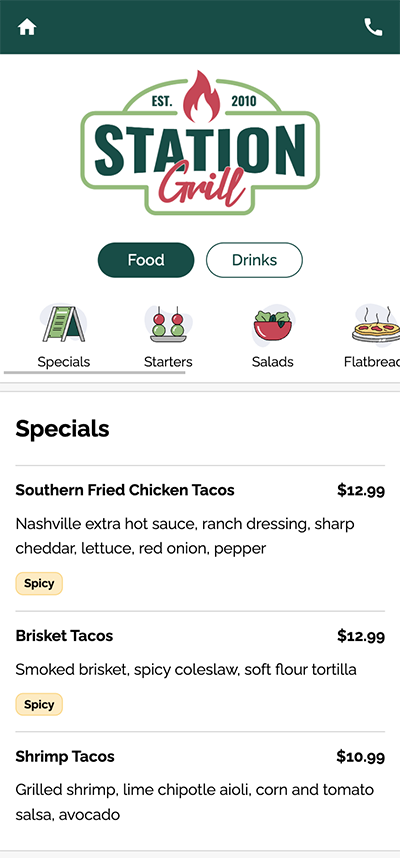 EST. 2010
STATION
Grill
Food Drinks
Specials Starters Salads Flatbread
Specials
Southern Fried Chicken Tacos $12.99
Nashville extra hot sauce, ranch dressing, sharp
cheddar, lettuce, red onion, pepper
Spicy
Brisket Tacos $12.99
Smoked brisket, spicy coleslaw, soft flour tortilla
Spicy
Shrimp Tacos $10.99
Grilled shrimp, lime chipotle aioli, corn and tomato
salsa, avocado